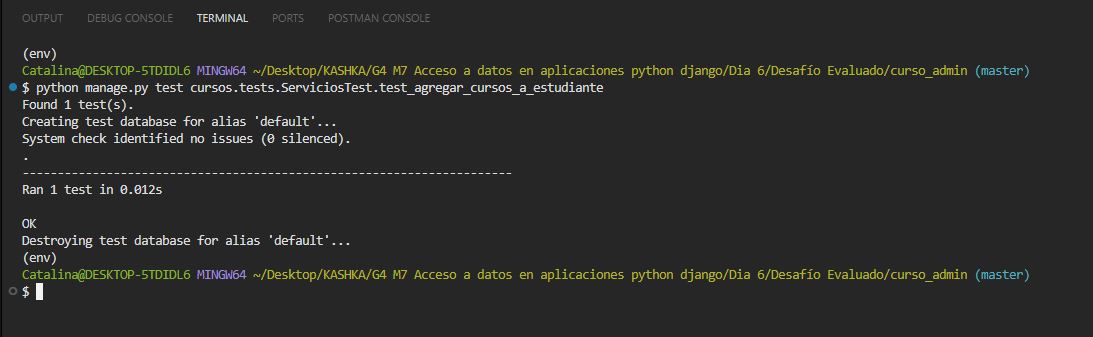 OUTPUT DEBUG CONSOLE TERMINAL PORTS POSTMAN CONSOLE
(env)
Catalina@DESKTOP-5TDIDL6 MINGW64 ~/Desktop/KASHKA/G4 M7 Acceso a datos en aplicaciones python django/Dia 6/Desafío Evaluado/curso_admin (master)
$ python manage.py test cursos.tests.ServiciosTest.test_agregar_cursos_a_estudiante
Found 1 test(s).
Creating test database for alias 'default'...
System check identified no issues (0 silenced).
.
----------------------------------------------------------------------
Ran 1 test in 0.012s
OK
Destroying test database for alias 'default'...
(env)
Catalina@DESKTOP-5TDIDL6 MINGW64 ~/Desktop/KASHKA/G4 M7 Acceso a datos en aplicaciones python django/Dia 6/Desafío Evaluado/curso_admin (master)
$